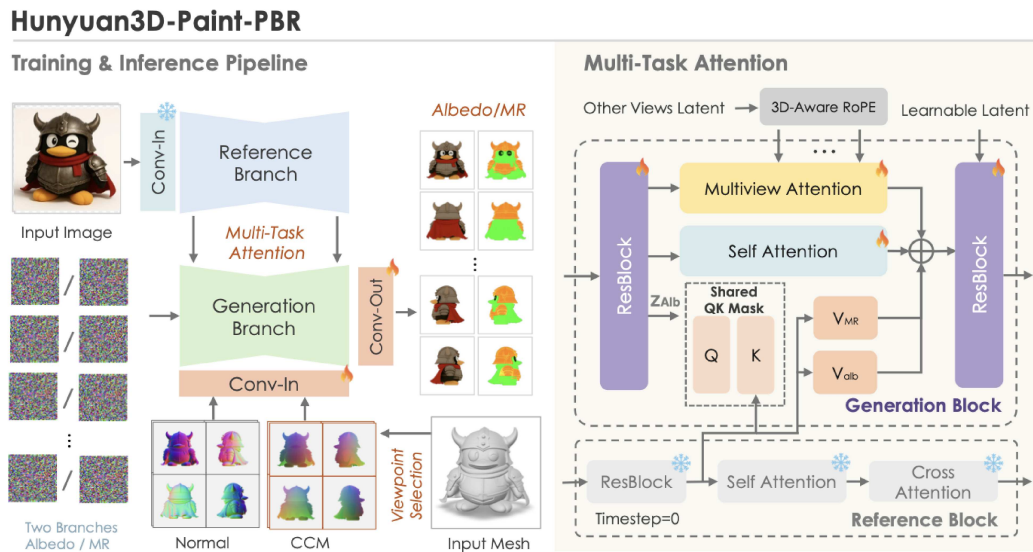 Hunyuan3D-Paint-PBR
Training & Inference Pipeline
Conv-In
Reference
Branch
Albedo/MR
Input Image
Multi-Task
Attention
/
/
/
/
Generation
Branch
Conv-Out
Conv-In
Viewpoint
Selection
Two Branches
Albedo / MR
Normal
CCM
Input Mesh
Multi-Task Attention
Other Views Latent
3D-Aware RoPE
Learnable Latent
ResBlock
Multiview Attention
Self Attention
ZAlb
Shared
QK Mask
Q
K
VMR
Valb
ResBlock
Generation Block
ResBlock
Self Attention
Cross
Attention
Timestep=0
Reference Block